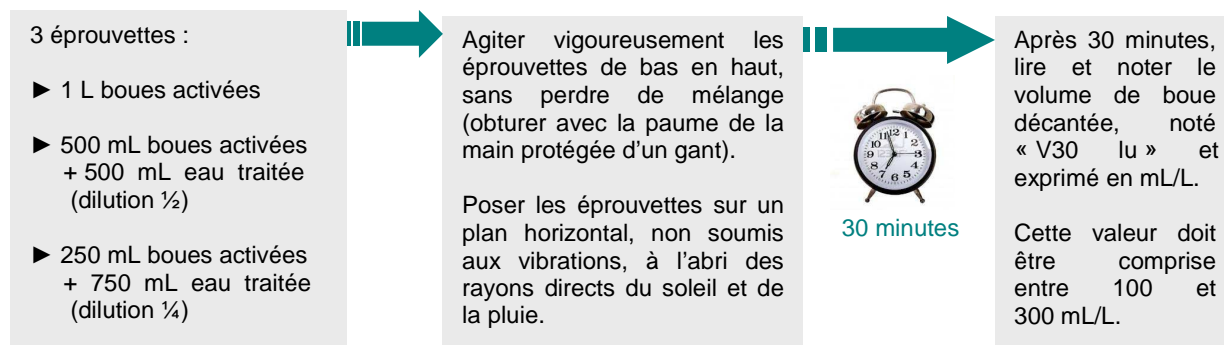 3 éprouvettes :
► 1 L boues activées
► 500 mL boues activées
+ 500 mL eau traitée
(dilution ½)
► 250 mL boues activées
+ 750 mL eau traitée
(dilution ¼)
Agiter vigoureusement les
éprouvettes de bas en haut,
sans perdre de mélange
(obturer avec la paume de la
main protégée d'un gant).
Poser les éprouvettes sur un
plan horizontal, non soumis
aux vibrations, à l'abri des
rayons directs du soleil et de
la pluie.
30 minutes
Après 30 minutes,
lire et noter le
volume de boue
décantée, noté
« V30 lu » et
exprimé en mL/L.
Cette valeur doit
être comprise
entre 100 et
300 mL/L.